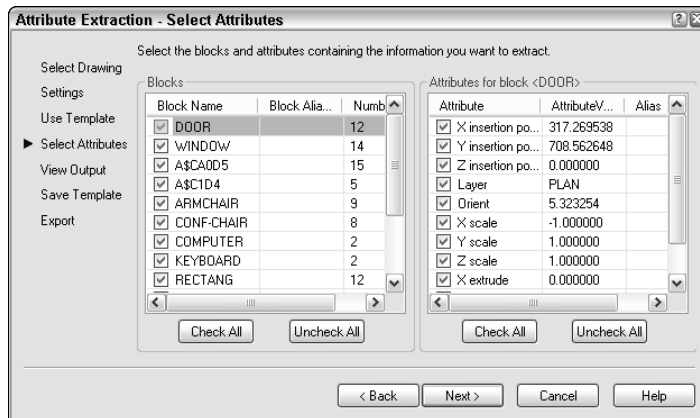 Attribute Extraction - Select Attributes
Select the blocks and attributes containing the information you want to extract.
Select Drawing
Settings
Use Template
Select Attributes
View Output
Save Template
Export
Blocks
Block Name Block Alia... Numb
DOOR 12
WINDOW 14
A$CA0D5 15
A$C1D4 5
ARMCHAIR 9
CONF-CHAIR 8
COMPUTER 2
KEYBOARD 2
RECTANG 12
Check All Uncheck All
Attributes for block <DOOR>
Attribute AttributeV... Alias
X insertion po... 317.269538
Y insertion po... 708.562648
Z insertion po... 0.000000
Layer PLAN
Orient 5.323254
X scale -1.000000
Y scale 1.000000
Z scale 1.000000
X extrude 0.000000
Check All Uncheck All
< Back Next > Cancel Help